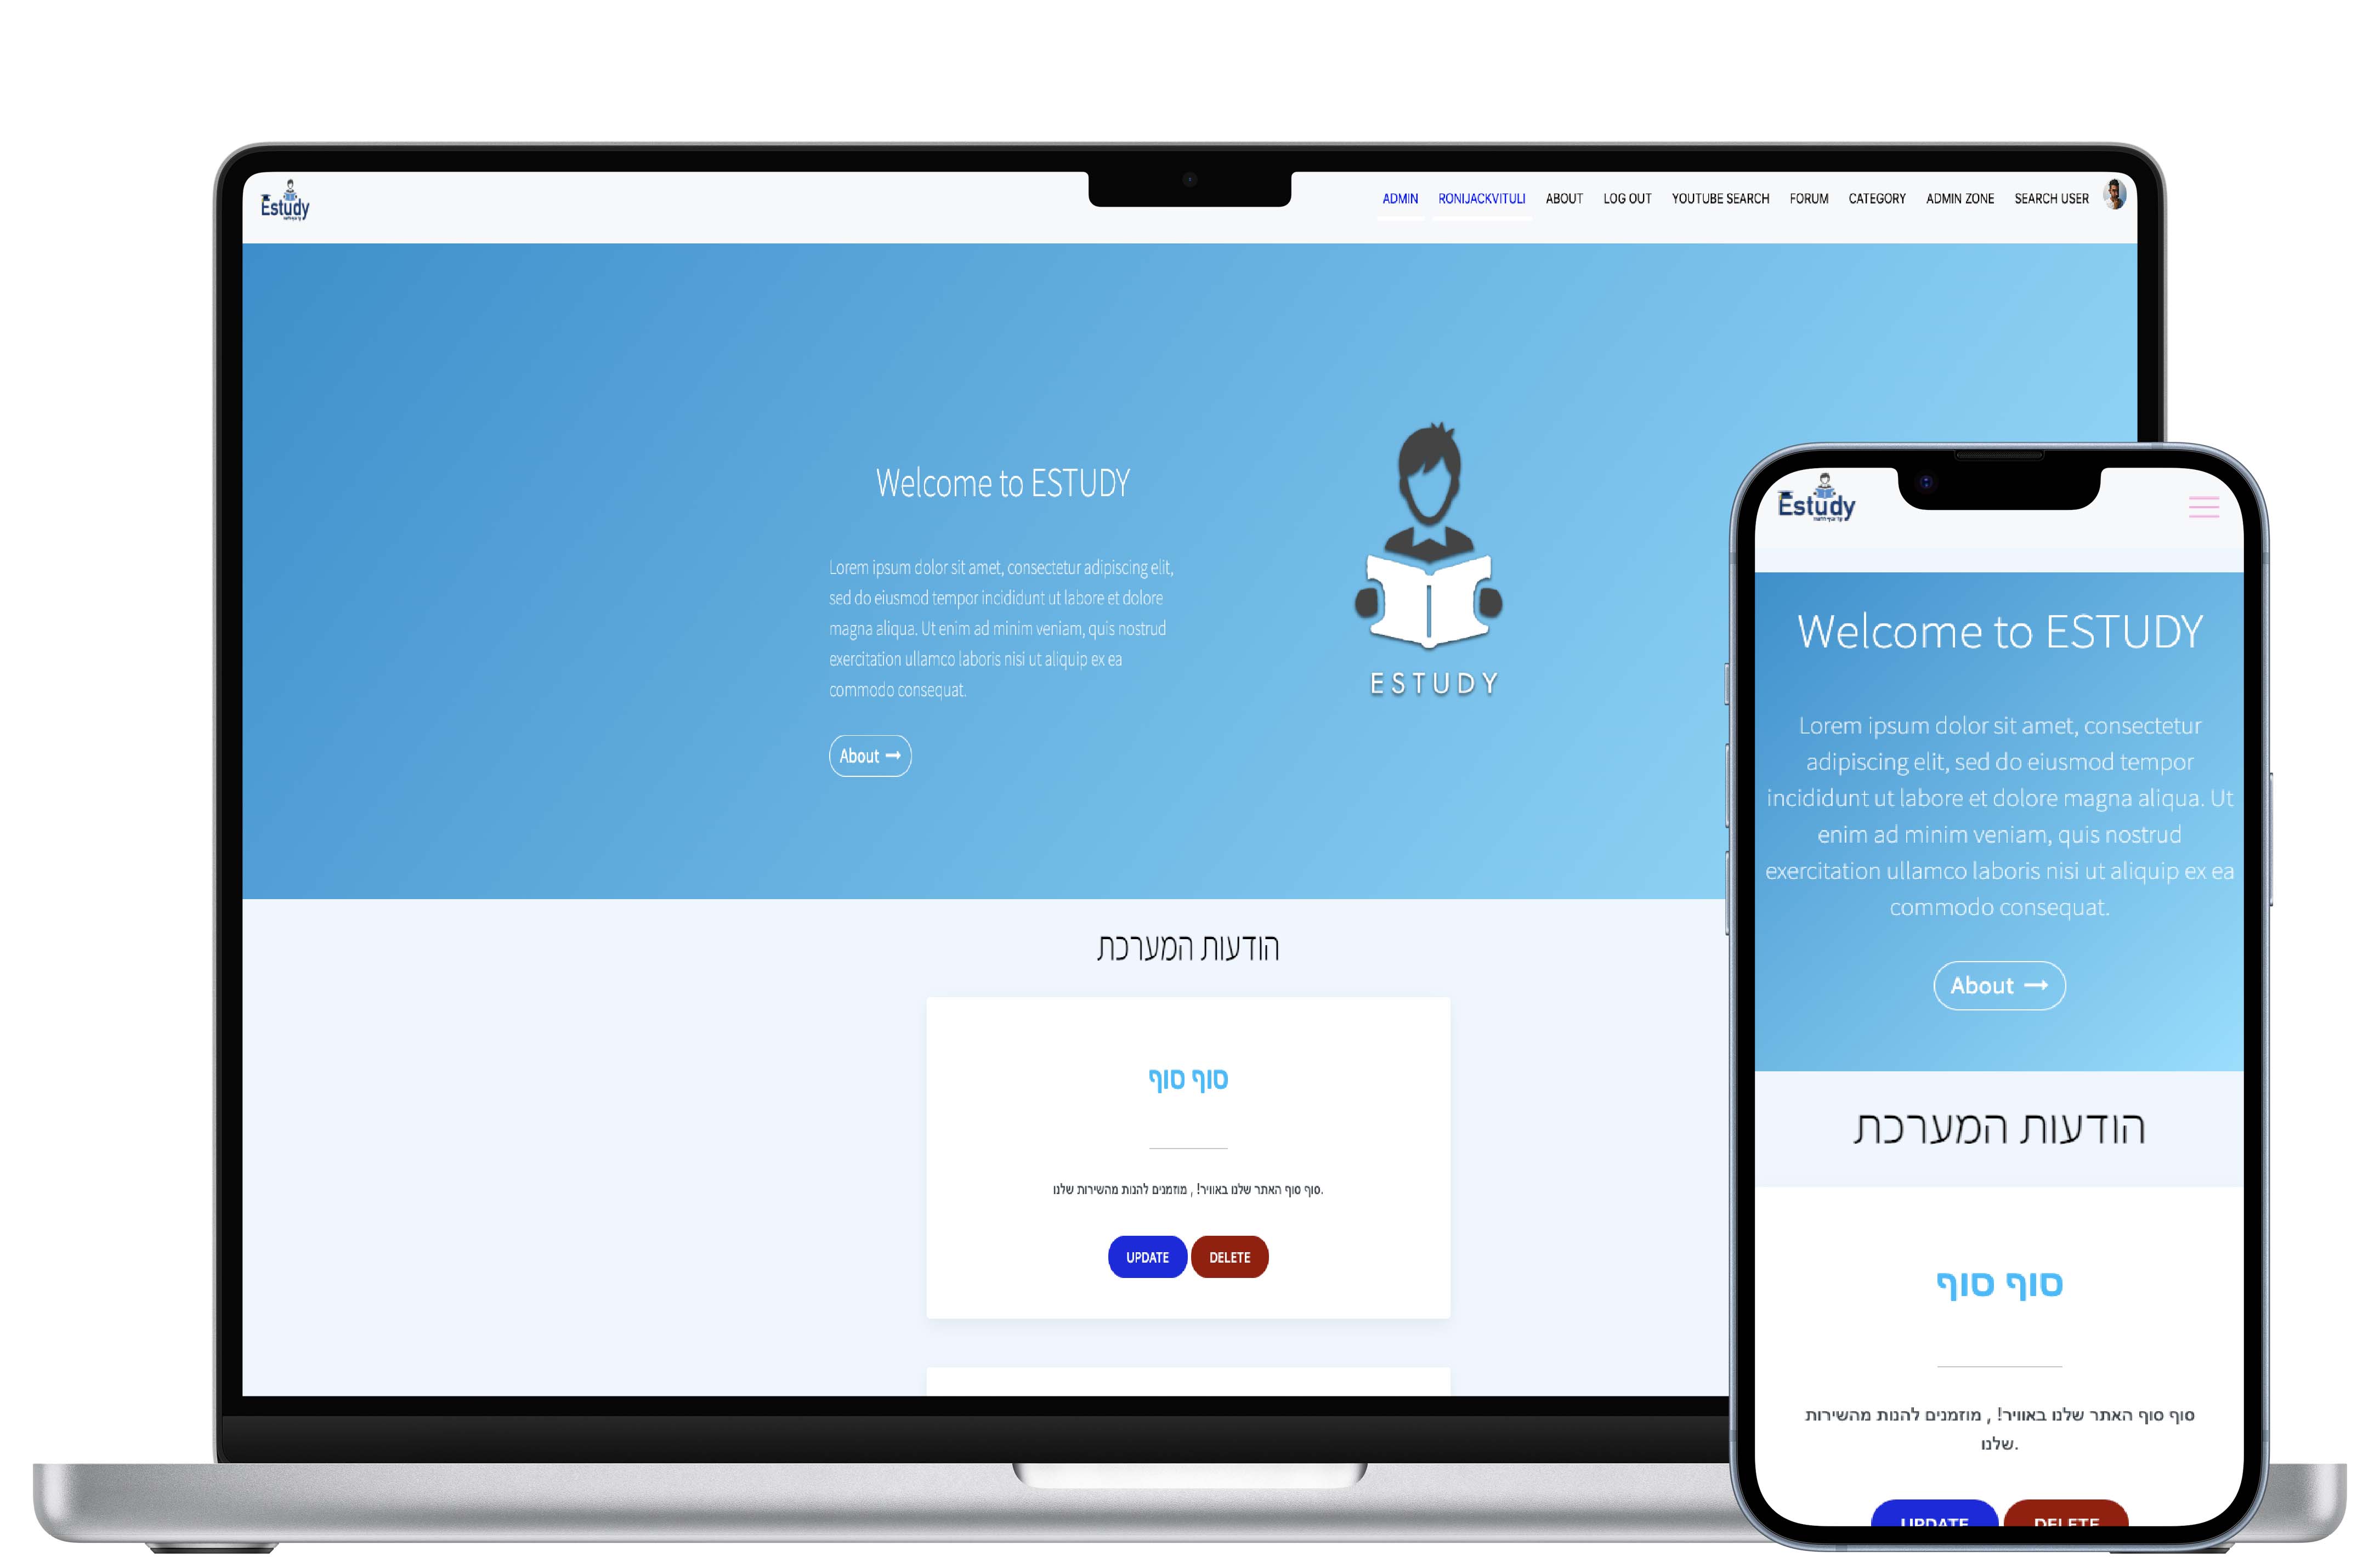 Estudy
ADMIN RONIJACKVITULI ABOUT LOG OUT YOUTUBE SEARCH FORUM CATEGORY ADMIN ZONE SEARCH USER
Welcome to ESTUDY
Lorem ipsum dolor sit amet, consectetur adipiscing elit,
sed do eiusmod tempor incididunt ut labore et dolore
magna aliqua. Ut enim ad minim veniam, quis nostrud
exercitation ullamco laboris nisi ut aliquip ex ea
commodo consequat.
About →
ESTUDY
הודעות המערכת
סוף סוף
סוף סוף האתר שלנו באוויר! , מוזמנים להנות מהשירות שלנו.
UPDATE DELETE
Estudy
Welcome to ESTUDY
Lorem ipsum dolor sit amet, consectetur
adipiscing elit, sed do eiusmod tempor
incididunt ut labore et dolore magna aliqua. Ut
enim ad minim veniam, quis nostrud
exercitation ullamco laboris nisi ut aliquip ex ea
commodo consequat.
About →
הודעות המערכת
סוף סוף
סוף סוף האתר שלנו באוויר! , מוזמנים להנות מהשירות
שלנו.
UPDATE DELETE